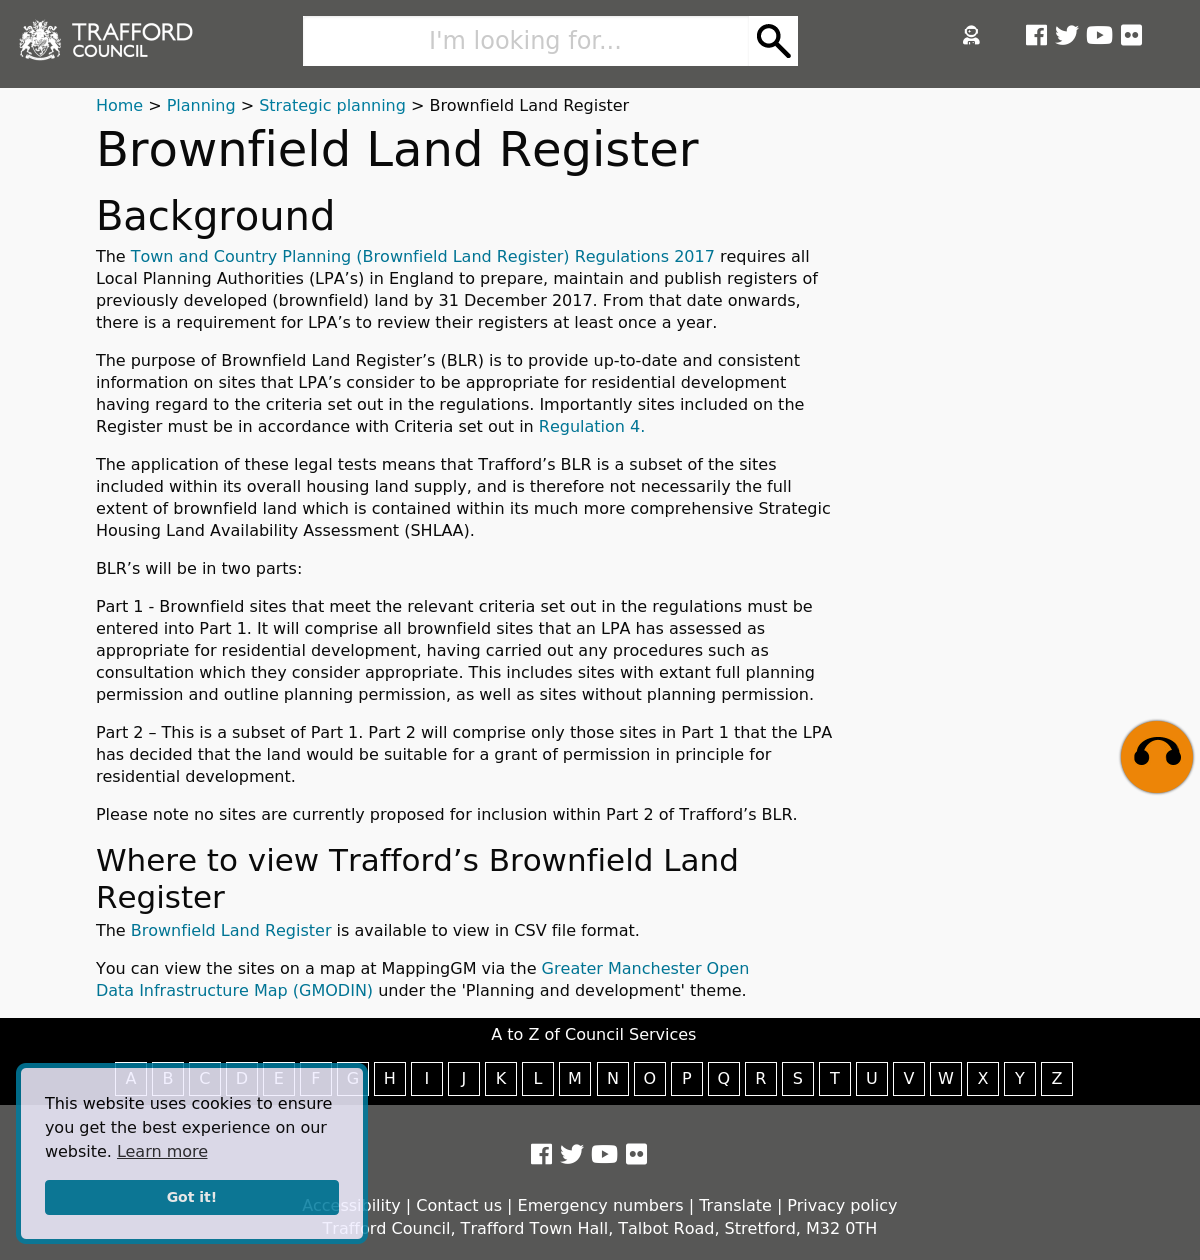 TRAFFORD
COUNCIL
I'm looking for...
Home > Planning > Strategic planning > Brownfield Land Register
Brownfield Land Register
Background
The Town and Country Planning (Brownfield Land Register) Regulations 2017 requires all
Local Planning Authorities (LPA’s) in England to prepare, maintain and publish registers of
previously developed (brownfield) land by 31 December 2017. From that date onwards,
there is a requirement for LPA’s to review their registers at least once a year.
The purpose of Brownfield Land Register’s (BLR) is to provide up-to-date and consistent
information on sites that LPA’s consider to be appropriate for residential development
having regard to the criteria set out in the regulations. Importantly sites included on the
Register must be in accordance with Criteria set out in Regulation 4.
The application of these legal tests means that Trafford’s BLR is a subset of the sites
included within its overall housing land supply, and is therefore not necessarily the full
extent of brownfield land which is contained within its much more comprehensive Strategic
Housing Land Availability Assessment (SHLAA).
BLR’s will be in two parts:
Part 1 - Brownfield sites that meet the relevant criteria set out in the regulations must be
entered into Part 1. It will comprise all brownfield sites that an LPA has assessed as
appropriate for residential development, having carried out any procedures such as
consultation which they consider appropriate. This includes sites with extant full planning
permission and outline planning permission, as well as sites without planning permission.
Part 2 – This is a subset of Part 1. Part 2 will comprise only those sites in Part 1 that the LPA
has decided that the land would be suitable for a grant of permission in principle for
residential development.
Please note no sites are currently proposed for inclusion within Part 2 of Trafford’s BLR.
Where to view Trafford’s Brownfield Land
Register
The Brownfield Land Register is available to view in CSV file format.
You can view the sites on a map at MappingGM via the Greater Manchester Open
Data Infrastructure Map (GMODIN) under the 'Planning and development' theme.
A to Z of Council Services
A B C D E F G H I J K L M N O P Q R S T U V W X Y Z
This website uses cookies to ensure
you get the best experience on our
website. Learn more
Got it!
Accessibility | Contact us | Emergency numbers | Translate | Privacy policy
Trafford Council, Trafford Town Hall, Talbot Road, Stretford, M32 0TH